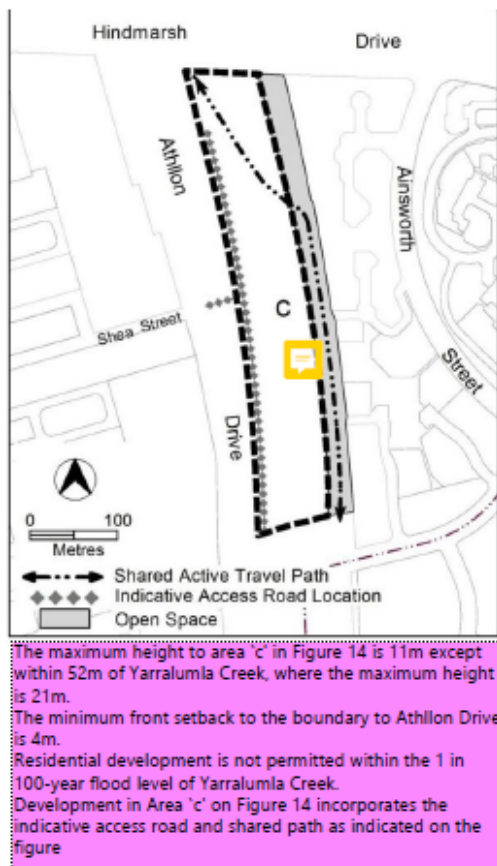 Hindmarsh Drive
Athllon
Ainsworth
C
Shea Street
Street
Drive
0 100
Metres
Shared Active Travel Path
Indicative Access Road Location
Open Space
The maximum height to area 'c' in Figure 14 is 11m except
within 52m of Yarralumla Creek, where the maximum height
is 21m.
The minimum front setback to the boundary to Athllon Drive
is 4m.
Residential development is not permitted within the 1 in
100-year flood level of Yarralumla Creek.
Development in Area 'c' on Figure 14 incorporates the
indicative access road and shared path as indicated on the
figure